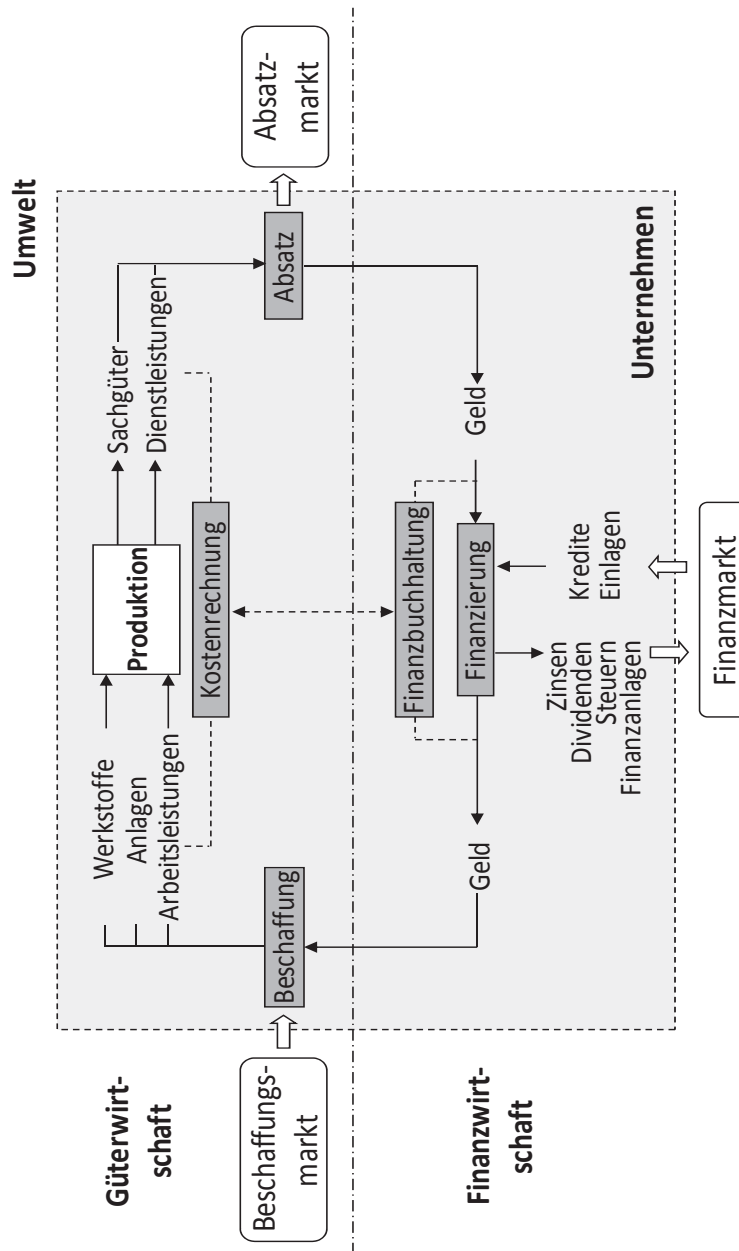 Umwelt
Güterwirt-
schaft
Werkstoffe
Anlagen
Arbeitsleistungen
Produktion
Sachgüter
Dienstleistungen
Kostenrechnung
Beschaffungs-
markt
Beschaffung
Absatz
Absatz-
markt
Finanzwirt-
schaft
Finanzbuchhaltung
Geld
Finanzierung
Geld
Zinsen
Dividenden
Steuern
Finanzanlagen
Kredite
Einlagen
Unternehmen
Finanzmarkt